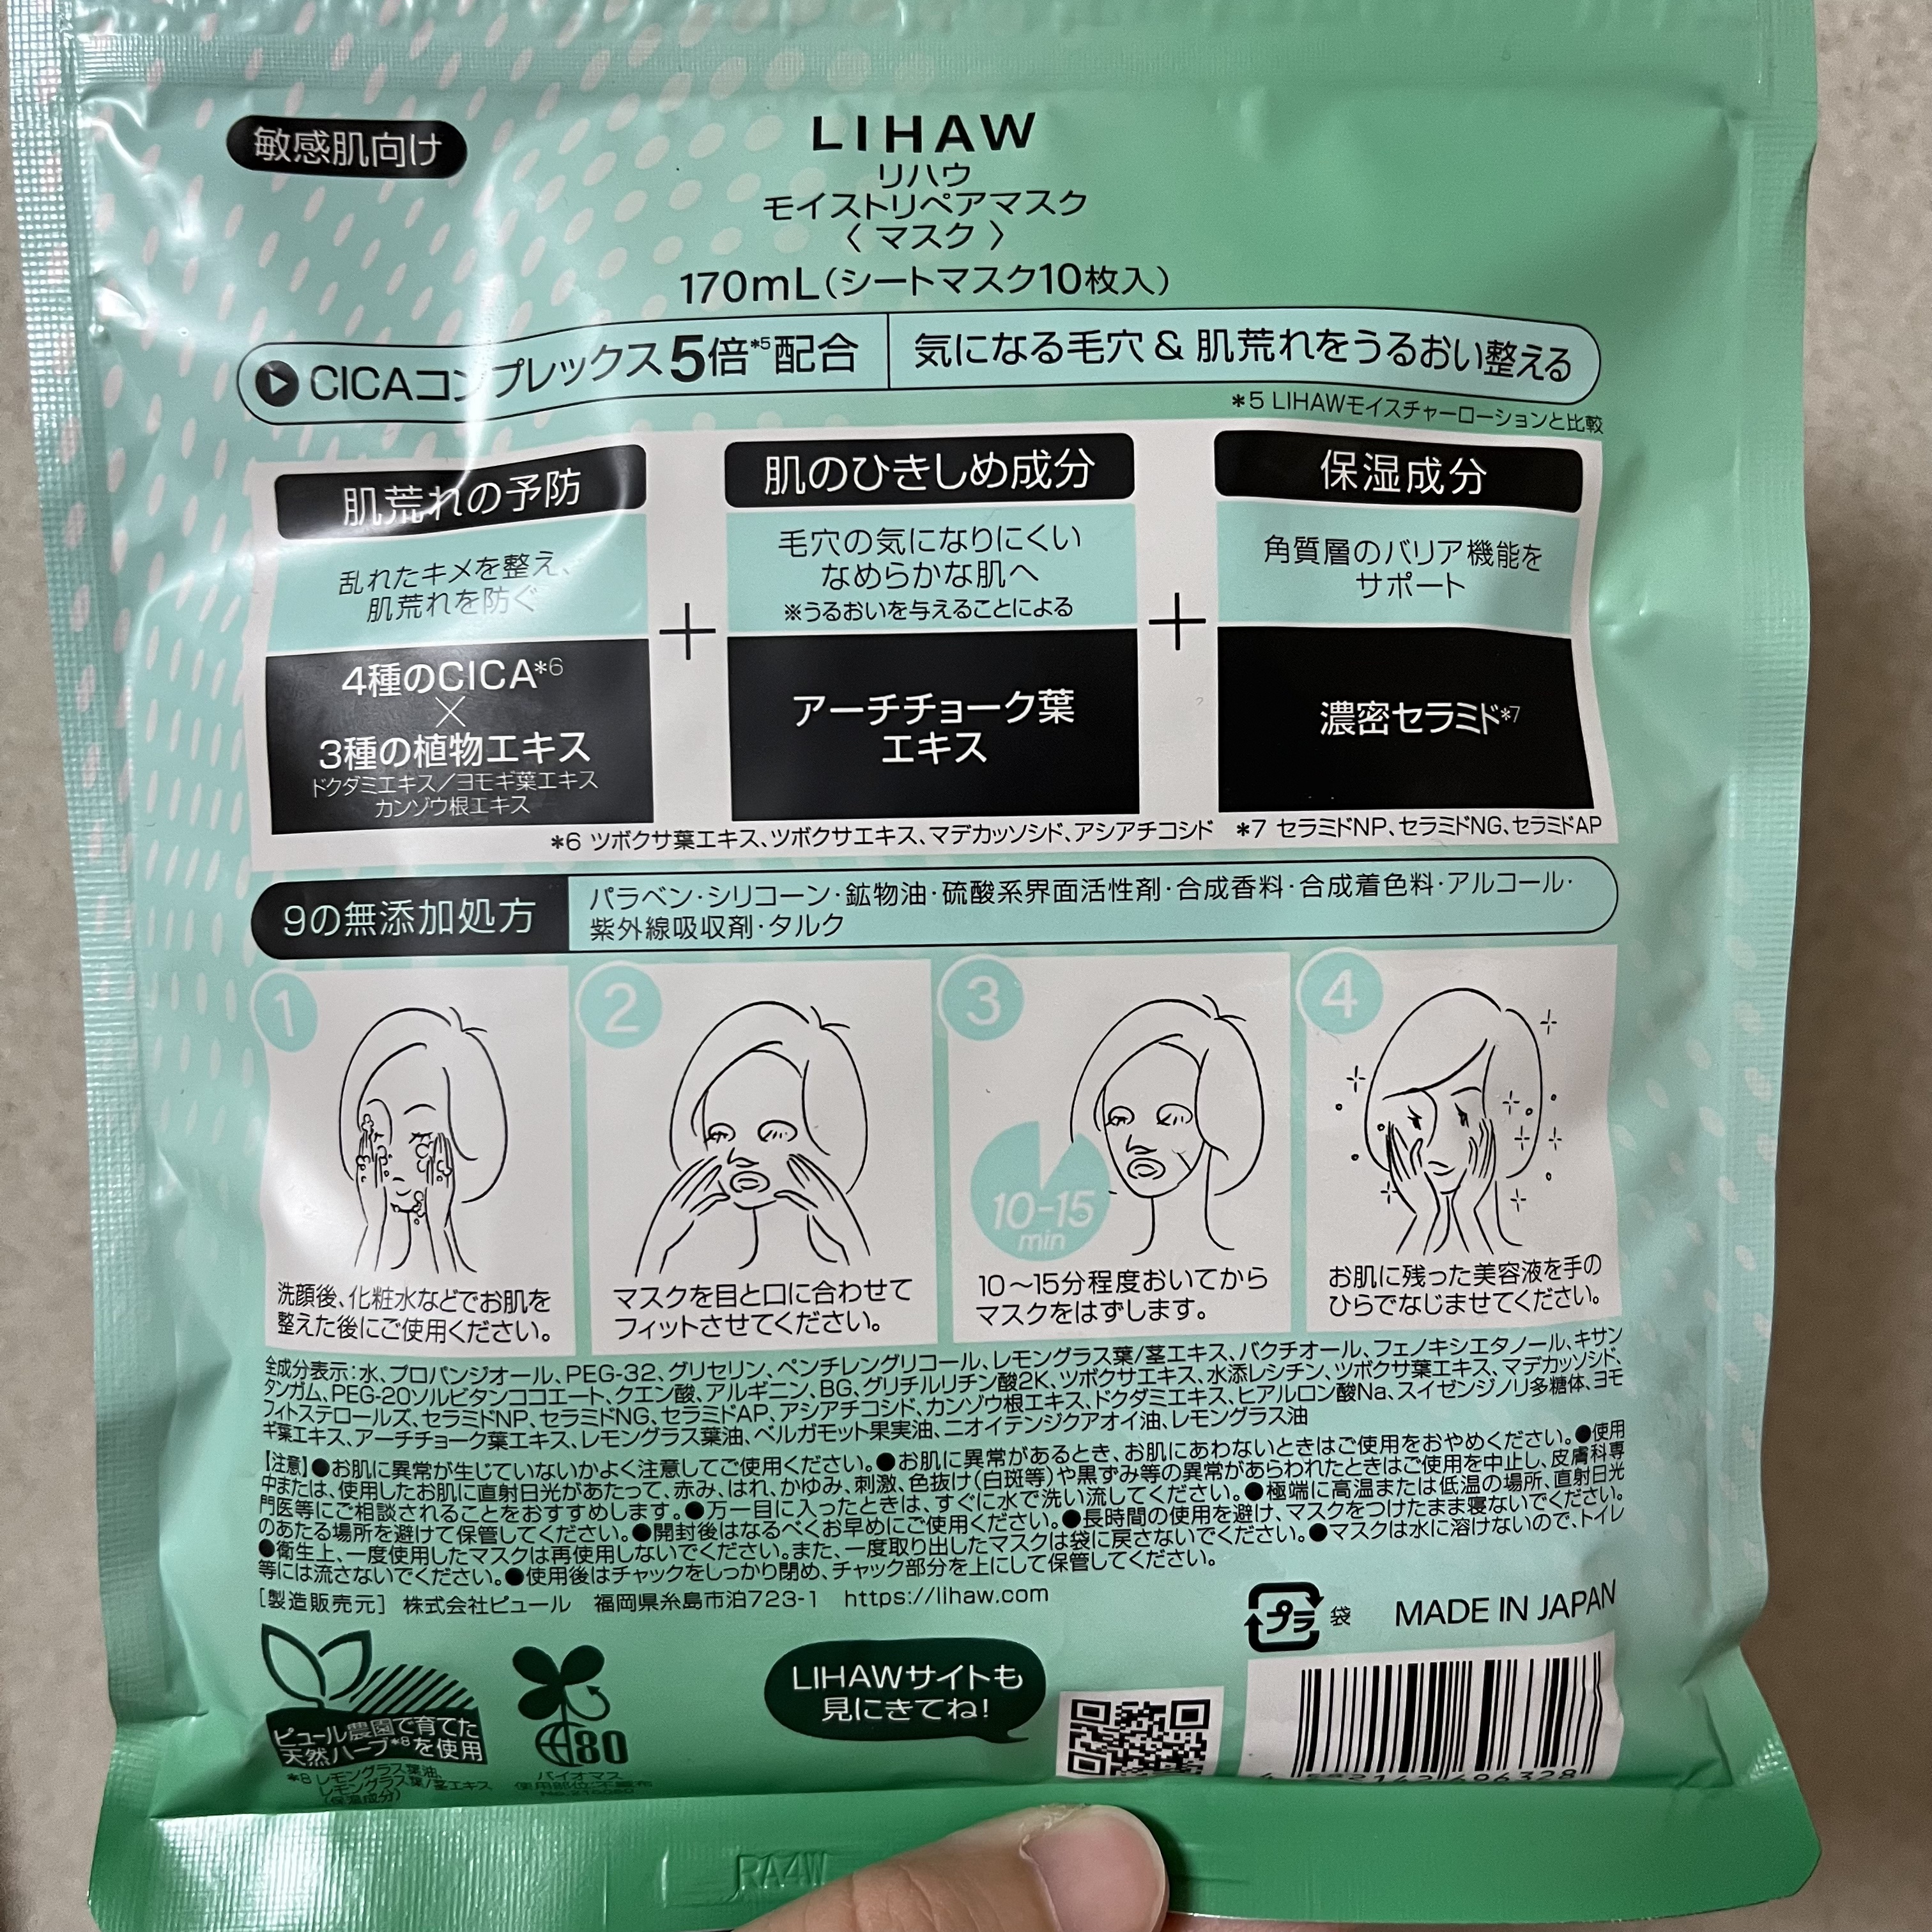 敏感肌向け
LIHAW
リハウ
モイストリペアマスク
〈 マスク 〉
170mL(シートマスク10枚入)
CICAコンプレックス5倍*5配合
気になる毛穴 & 肌荒れをうるおい整える
*5 LIHAWモイスチャーローションと比較
肌荒れの予防
乱れたキメを整え、
肌荒れを防ぐ
4種のCICA*6
×
3種の植物エキス
ドクダミエキス/ヨモギ葉エキス
カンゾウ根エキス
+
肌のひきしめ成分
毛穴の気になりにくい
なめらかな肌へ
※うるおいを与えることによる
アーチチョーク葉
エキス
+
保湿成分
角質層のバリア機能を
サポート
濃密セラミド*7
*6 ツボクサ葉エキス、ツボクサエキス、マデカッソシド、アシアチコシド *7 セラミドNP、セラミドNG、セラミドAP
9の無添加処方
パラベン・シリコーン・鉱物油・硫酸系界面活性剤・合成香料・合成着色料・アルコール・
紫外線吸収剤・タルク
1
洗顔後、化粧水などでお肌を
整えた後にご使用ください。
2
マスクを目と口に合わせて
フィットさせてください。
3
10-15
min
10〜15分程度おいてから
マスクをはずします。
4
お肌に残った美容液を手の
ひらでなじませてください。
全成分表示:水、プロパンジオール、PEG-32、グリセリン、ペンチレングリコール、レモングラス葉/茎エキス、バクチオール、フェノキシエタノール、キサン
タンガム、PEG-20ソルビタンココエート、クエン酸、アルギニン、BG、グリチルリチン酸2K、ツボクサエキス、水添レシチン、ツボクサ葉エキス、マデカッソシド、
フィトステロールズ、セラミドNP、セラミドNG、セラミドAP、アシアチコシド、カンゾウ根エキス、ドクダミエキス、ヒアルロン酸Na、スイゼンジノリ多糖体、ヨモ
ギ葉エキス、アーチチョーク葉エキス、レモングラス葉油、ベルガモット果実油、ニオイテンジクアオイ油、レモングラス油
【注意】●お肌に異常が生じていないかよく注意してご使用ください。●お肌に異常があるとき、お肌にあわないときはご使用をおやめください。●使用
中または、使用したお肌に直射日光があたって、赤み、はれ、かゆみ、刺激、色抜け(白斑等)や黒ずみ等の異常があらわれたときはご使用を中止し、皮膚科専
門医等にご相談されることをおすすめします。●万一目に入ったときは、すぐに水で洗い流してください。●極端に高温または低温の場所、直射日光
のあたる場所を避けて保管してください。●開封後はなるべくお早めにご使用ください。●長時間の使用を避け、マスクをつけたまま寝ないでください。
●衛生上、一度使用したマスクは再使用しないでください。また、一度取り出したマスクは袋に戻さないでください。●マスクは水に溶けないので、トイレ
等には流さないでください。●使用後はチャックをしっかり閉め、チャック部分を上にして保管してください。
[製造販売元] 株式会社ピュール 福岡県糸島市泊723-1 https://lihaw.com
プラ 袋
MADE IN JAPAN
ピュール農園で育てた
天然ハーブ*8を使用
*8 レモングラス葉油、
レモングラス葉/茎エキス
(保湿成分)
80
バイオマス
LIHAWサイトも
見にきてね!
RA4W